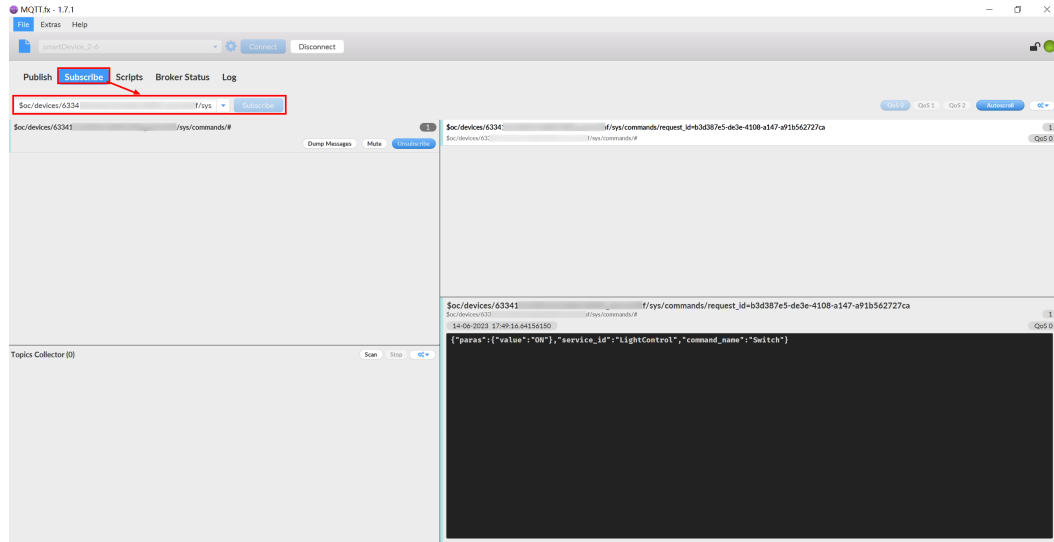 MQTT.fx - 1.7.1
File Extras Help
smartDevice_2-6 Connect Disconnect
Publish Subscribe Scripts Broker Status Log
$oc/devices/6334 f/sys Subscribe
QoS 0 QoS 1 QoS 2 Autoscroll
$oc/devices/63341 /sys/commands/# 1
Dump Messages Mute Unsubscribe
$oc/devices/6334 f/sys/commands/request_id=b3d387e5-de3e-4108-a147-a91b562727ca 1
$oc/devices/63 f/sys/commands/# QoS 0
$oc/devices/63341 f/sys/commands/request_id=b3d387e5-de3e-4108-a147-a91b562727ca
$oc/devices/633 f/sys/commands/# 1
14-06-2023 17:49:16.64156150 QoS 0
{"paras":{"value":"ON"},"service_id":"LightControl","command_name":"Switch"}
Topics Collector (0) Scan Stop